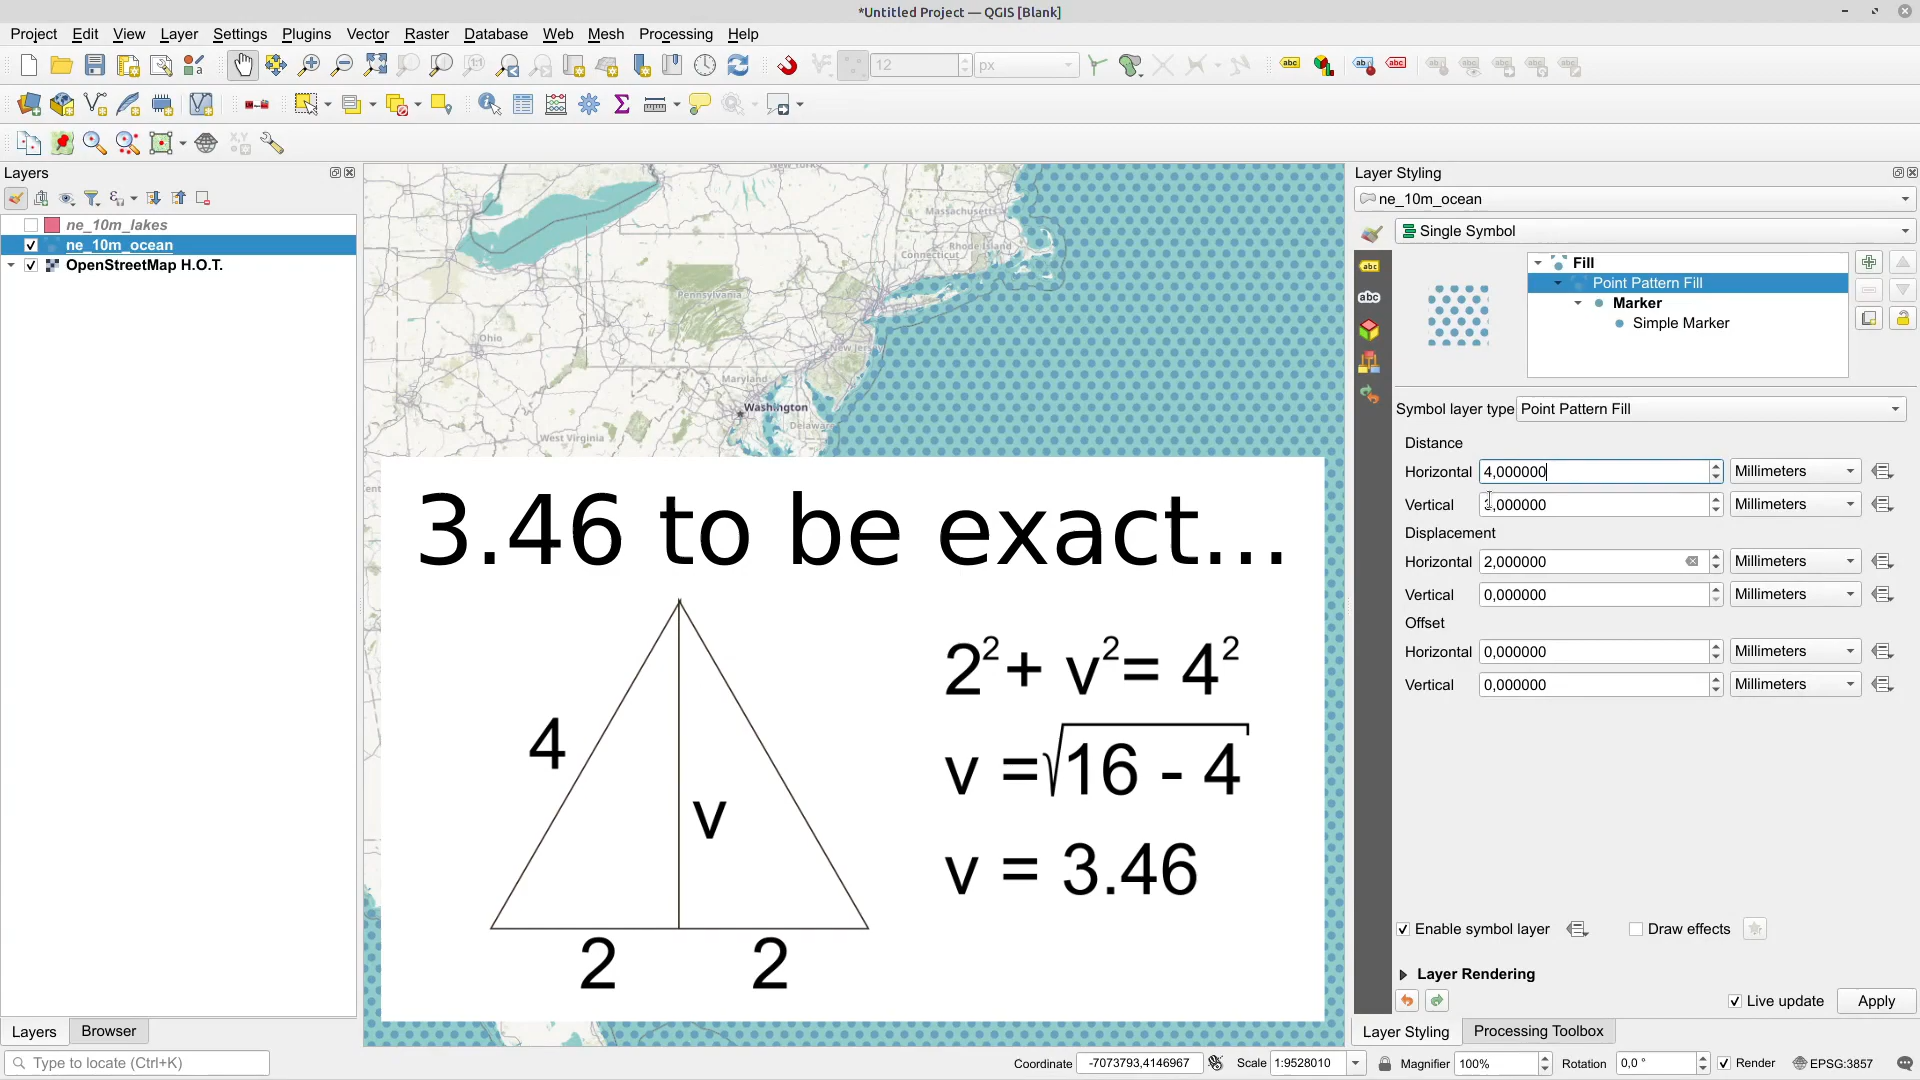 *Untitled Project — QGIS [Blank]
Project Edit View Layer Settings Plugins Vector Raster Database Web Mesh Processing Help
12 px
Layers
ne_10m_lakes
ne_10m_ocean
OpenStreetMap H.O.T.
Massachusetts
Rhode Island
Connecticut
Pennsylvania
Ohio
New Jersey
Maryland
Washington
Delaware
West Virginia
3.46 to be exact...
4
v
2 2
2²+ v²= 4²
v =√16 - 4
v = 3.46
Layer Styling
ne_10m_ocean
Single Symbol
Fill
Point Pattern Fill
Marker
Simple Marker
Symbol layer type Point Pattern Fill
Distance
Horizontal 4,000000 Millimeters
Vertical ,000000 Millimeters
Displacement
Horizontal 2,000000 Millimeters
Vertical 0,000000 Millimeters
Offset
Horizontal 0,000000 Millimeters
Vertical 0,000000 Millimeters
Enable symbol layer Draw effects
Layer Rendering
Live update Apply
Layers Browser
Layer Styling Processing Toolbox
Type to locate (Ctrl+K)
Coordinate -7073793,4146967 Scale 1:9528010 Magnifier 100% Rotation 0,0 ° Render EPSG:3857